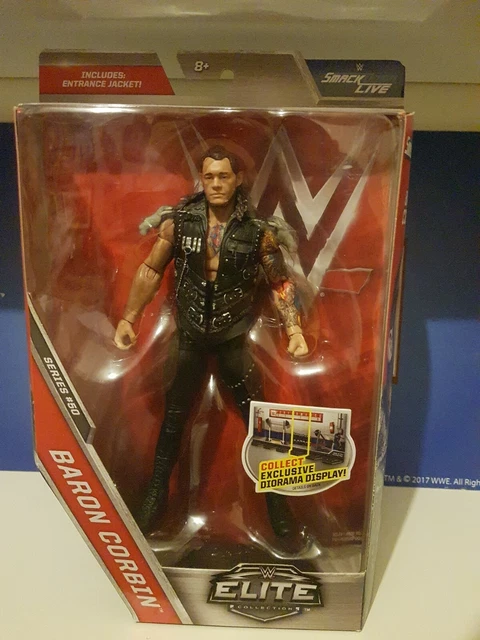 INCLUDES:
ENTRANCE JACKET!
8+
W
SMACK
LIVE
SERIES #50
BARON CORBIN
COLLECT
EXCLUSIVE
DIORAMA DISPLAY!
W
ELITE
COLLECTION
TM & © 2017 WWE. All Rig